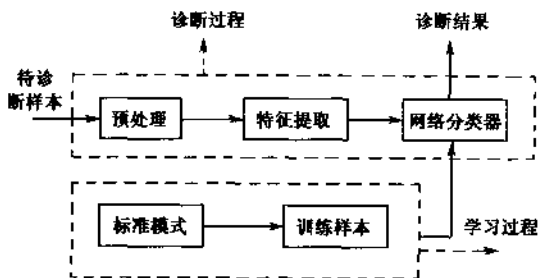 诊断过程
诊断结果
待诊
断样本
预处理
特征提取
网络分类器
标准模式
训练样本
学习过程